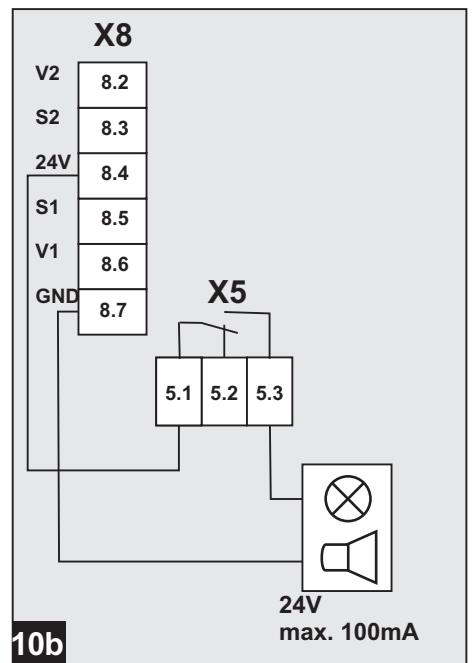 X8
V2 8.2
S2 8.3
24V 8.4
S1 8.5
V1 8.6
GND 8.7
X5
5.1 5.2 5.3
24V
max. 100mA
10b